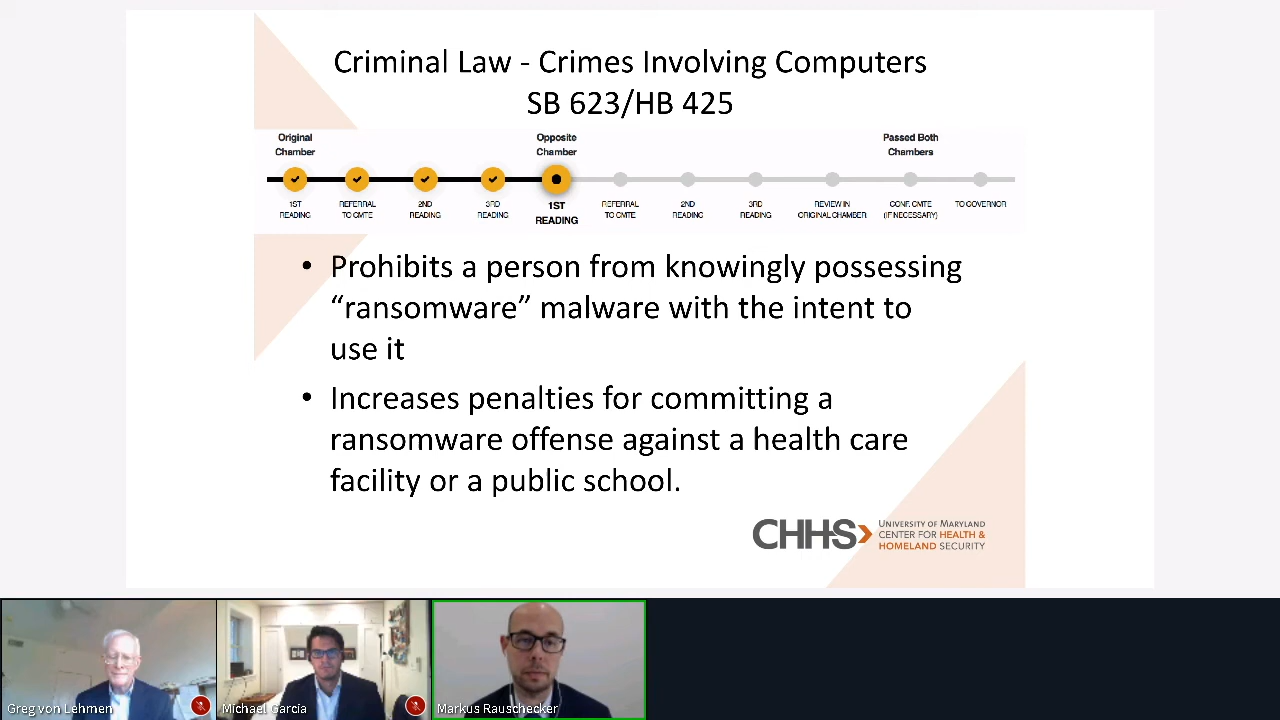 Criminal Law - Crimes Involving Computers
SB 623/HB 425
Original
Chamber
Opposite
Chamber
Passed Both
Chambers
1ST
READING
REFERRAL
TO CMTE
2ND
READING
3RD
READING
1ST
READING
REFERRAL
TO CMTE
2ND
READING
3RD
READING
REVIEW IN
ORIGINAL CHAMBER
CONF. CMTE
(IF NECESSARY)
TO GOVERNOR
• Prohibits a person from knowingly possessing
“ransomware” malware with the intent to
use it
• Increases penalties for committing a
ransomware offense against a health care
facility or a public school.
CHHS
UNIVERSITY OF MARYLAND
CENTER FOR HEALTH &
HOMELAND SECURITY
Greg von Lehmen
Michael Garcia
Markus Rauschecker